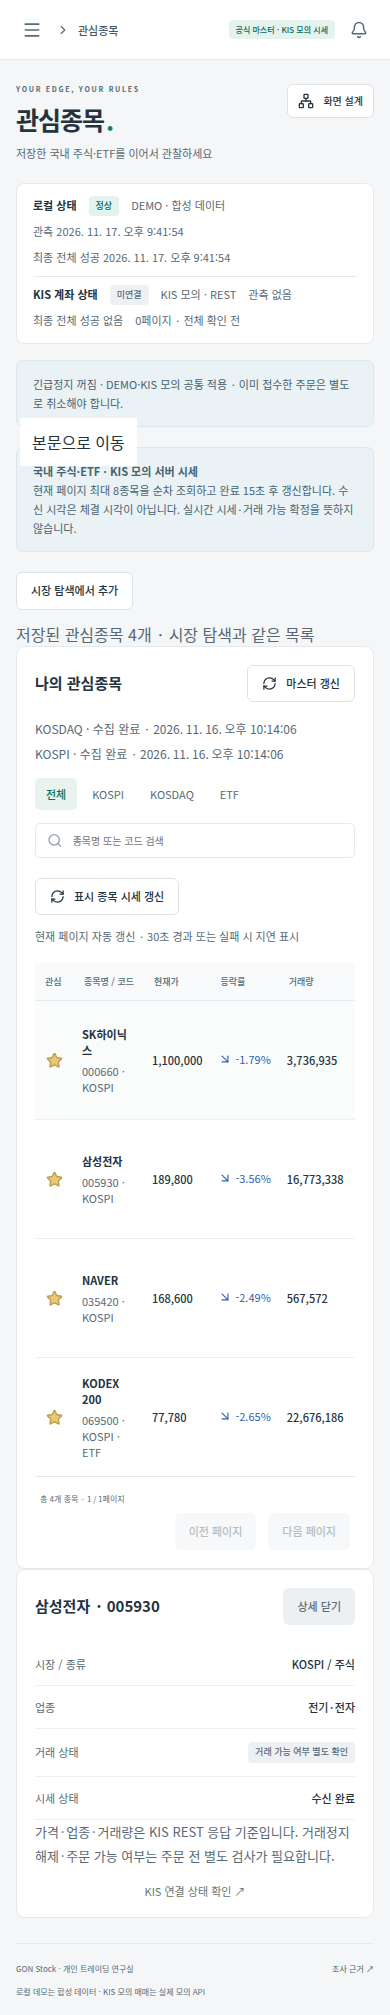 관심종목
공식 마스터 · KIS 모의 시세
YOUR EDGE, YOUR RULES
관심종목.
화면 설계
저장한 국내 주식·ETF를 이어서 관찰하세요
로컬 상태 정상 DEMO · 합성 데이터
관측 2026. 11. 17. 오후 9:41:54
최종 전체 성공 2026. 11. 17. 오후 9:41:54
KIS 계좌 상태 미연결 KIS 모의 · REST 관측 없음
최종 전체 성공 없음 0페이지 · 전체 확인 전
긴급정지 꺼짐 · DEMO·KIS 모의 공통 적용 · 이미 접수한 주문은 별도
로 취소해야 합니다.
본문으로 이동
국내 주식·ETF · KIS 모의 서버 시세
현재 페이지 최대 8종목을 순차 조회하고 완료 15초 후 갱신합니다. 수
신 시각은 체결 시각이 아닙니다. 실시간 시세·거래 가능 확정을 뜻하지
않습니다.
시장 탐색에서 추가
저장된 관심종목 4개 · 시장 탐색과 같은 목록
나의 관심종목
마스터 갱신
KOSDAQ · 수집 완료 · 2026. 11. 16. 오후 10:14:06
KOSPI · 수집 완료 · 2026. 11. 16. 오후 10:14:06
전체 KOSPI KOSDAQ ETF
종목명 또는 코드 검색
표시 종목 시세 갱신
현재 페이지 자동 갱신 · 30초 경과 또는 실패 시 지연 표시
관심 종목명 / 코드 현재가 등락률 거래량
SK하이닉
스
000660 ·
KOSPI
1,100,000 ↘ -1.79% 3,736,935
삼성전자
005930 ·
KOSPI
189,800 ↘ -3.56% 16,773,338
NAVER
035420 ·
KOSPI
168,600 ↘ -2.49% 567,572
KODEX
200
069500 ·
KOSPI ·
ETF
77,780 ↘ -2.65% 22,676,186
총 4개 종목 · 1 / 1페이지
이전 페이지 다음 페이지
삼성전자 · 005930
상세 닫기
시장 / 종류 KOSPI / 주식
업종 전기·전자
거래 상태 거래 가능 여부 별도 확인
시세 상태 수신 완료
가격·업종·거래량은 KIS REST 응답 기준입니다. 거래정지
해제·주문 가능 여부는 주문 전 별도 검사가 필요합니다.
KIS 연결 상태 확인 ↗
GON Stock · 개인 트레이딩 연구실
조사 근거 ↗
로컬 데모는 합성 데이터 · KIS 모의 매매는 실제 모의 API